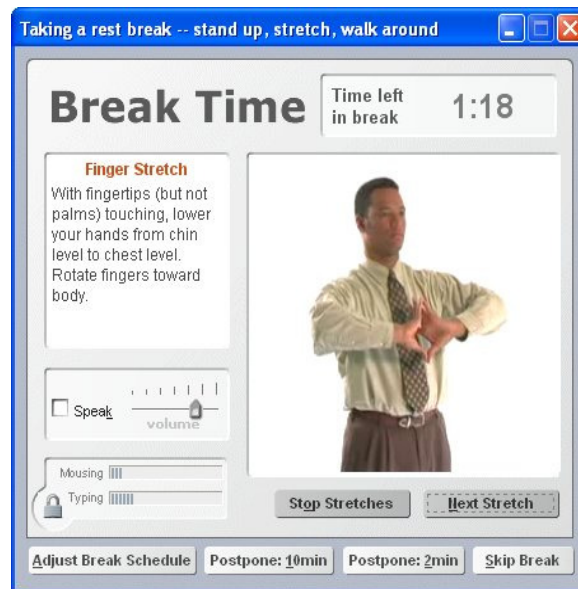 Taking a rest break -- stand up, stretch, walk around
Break Time
Time left
in break
1:18
Finger Stretch
With fingertips (but not
palms) touching, lower
your hands from chin
level to chest level.
Rotate fingers toward
body.
Speak
volume
Mousing
Typing
Stop Stretches
Next Stretch
Adjust Break Schedule
Postpone: 10min
Postpone: 2min
Skip Break